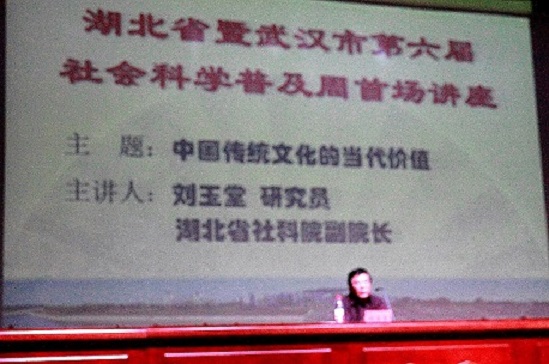 湖北省暨武汉市第六届
社会科学普及周首场讲座
主 题：中国传统文化的当代价值
主讲人：刘玉堂 研究员
湖北省社科院副院长